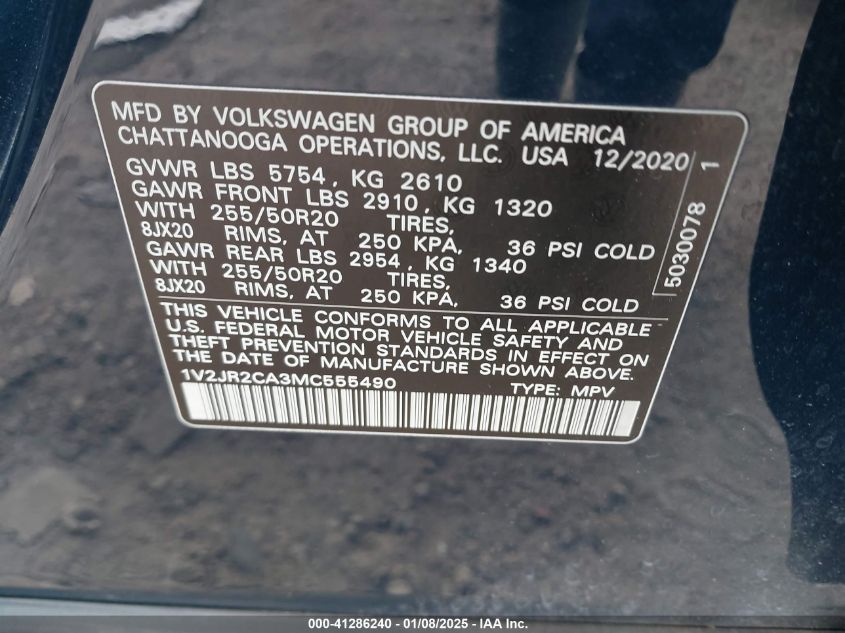 MFD BY VOLKSWAGEN GROUP OF AMERICA
CHATTANOOGA OPERATIONS, LLC. USA 12/2020
GVWR LBS 5754, KG 2610
GAWR FRONT LBS 2910, KG 1320
WITH 255/50R20 TIRES,
8JX20 RIMS, AT 250 KPA, 36 PSI COLD
GAWR REAR LBS 2954, KG 1340
WITH 255/50R20 TIRES,
8JX20 RIMS, AT 250 KPA, 36 PSI COLD
5030078 1
THIS VEHICLE CONFORMS TO ALL APPLICABLE
U.S. FEDERAL MOTOR VEHICLE SAFETY AND
THEFT PREVENTION STANDARDS IN EFFECT ON
THE DATE OF MANUFACTURE SHOWN ABOVE.
1V2JR2CA3MC555490 TYPE: MPV
000-41286240 - 01/08/2025 - IAA Inc.